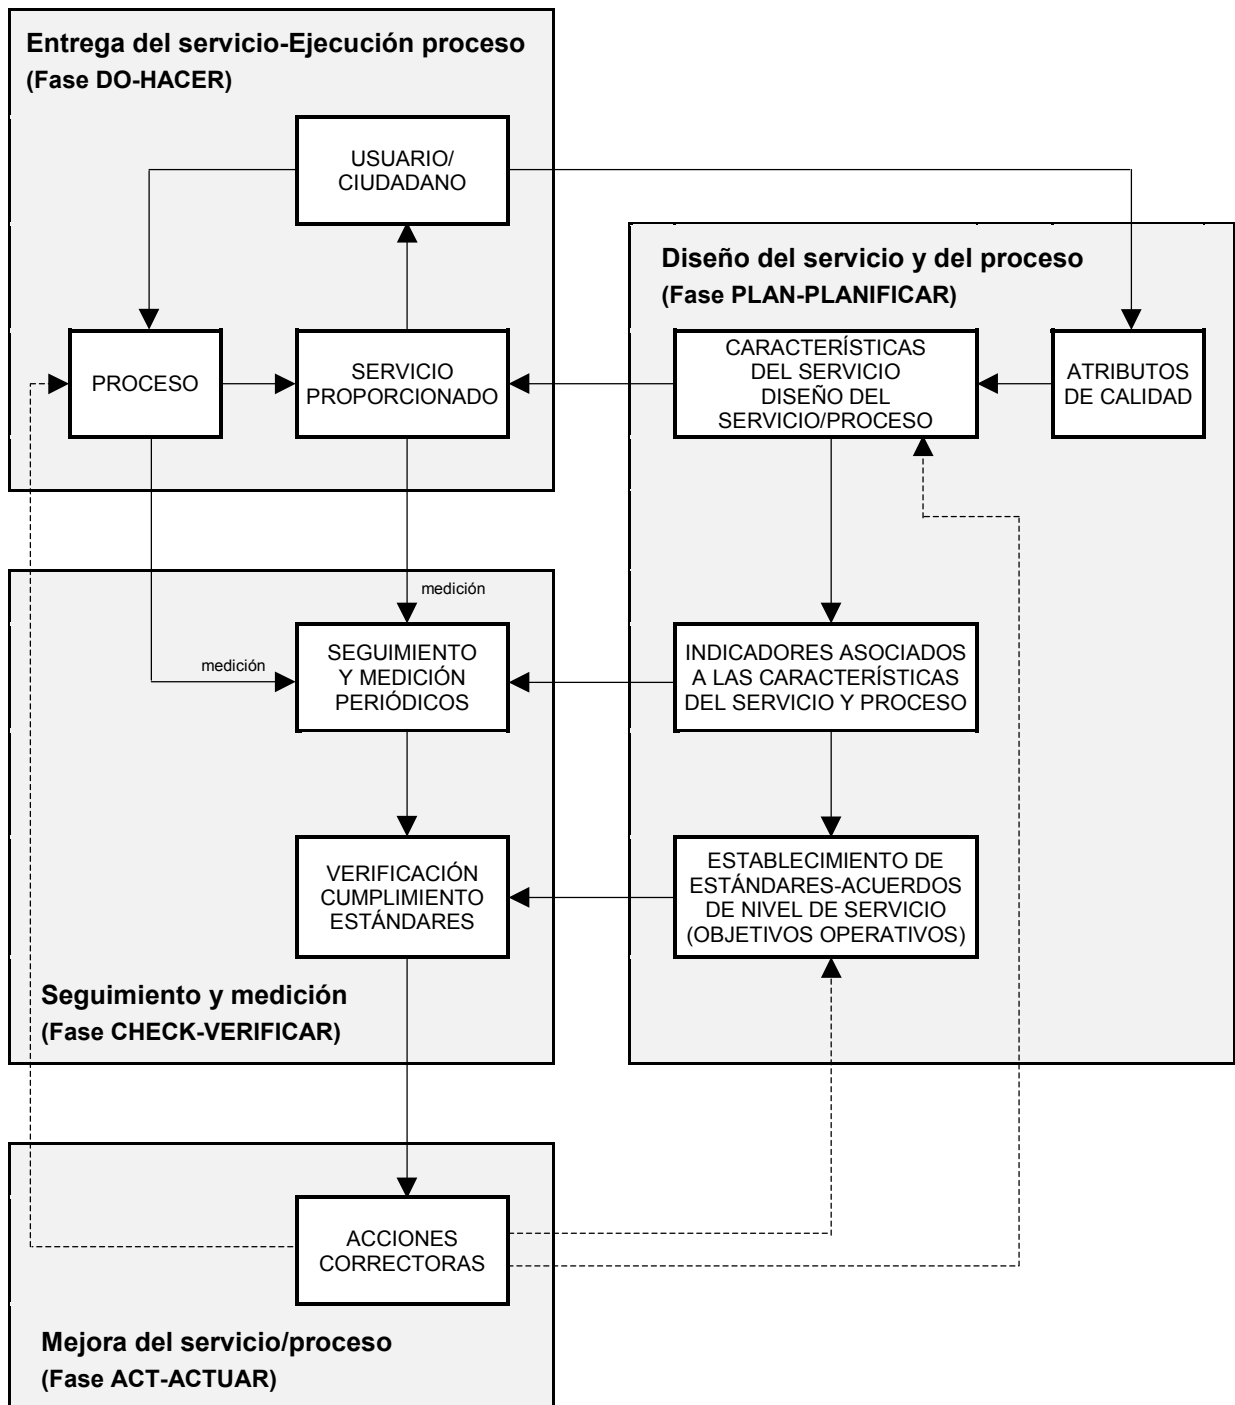 Entrega del servicio-Ejecución proceso
(Fase DO-HACER)
USUARIO/
CIUDADANO
PROCESO
SERVICIO
PROPORCIONADO
Diseño del servicio y del proceso
(Fase PLAN-PLANIFICAR)
CARACTERÍSTICAS
DEL SERVICIO
DISEÑO DEL
SERVICIO/PROCESO
ATRIBUTOS
DE CALIDAD
medición
medición
SEGUIMIENTO
Y MEDICIÓN
PERIÓDICOS
INDICADORES ASOCIADOS
A LAS CARACTERÍSTICAS
DEL SERVICIO Y PROCESO
VERIFICACIÓN
CUMPLIMIENTO
ESTÁNDARES
ESTABLECIMIENTO DE
ESTÁNDARES-ACUERDOS
DE NIVEL DE SERVICIO
(OBJETIVOS OPERATIVOS)
Seguimiento y medición
(Fase CHECK-VERIFICAR)
ACCIONES
CORRECTORAS
Mejora del servicio/proceso
(Fase ACT-ACTUAR)